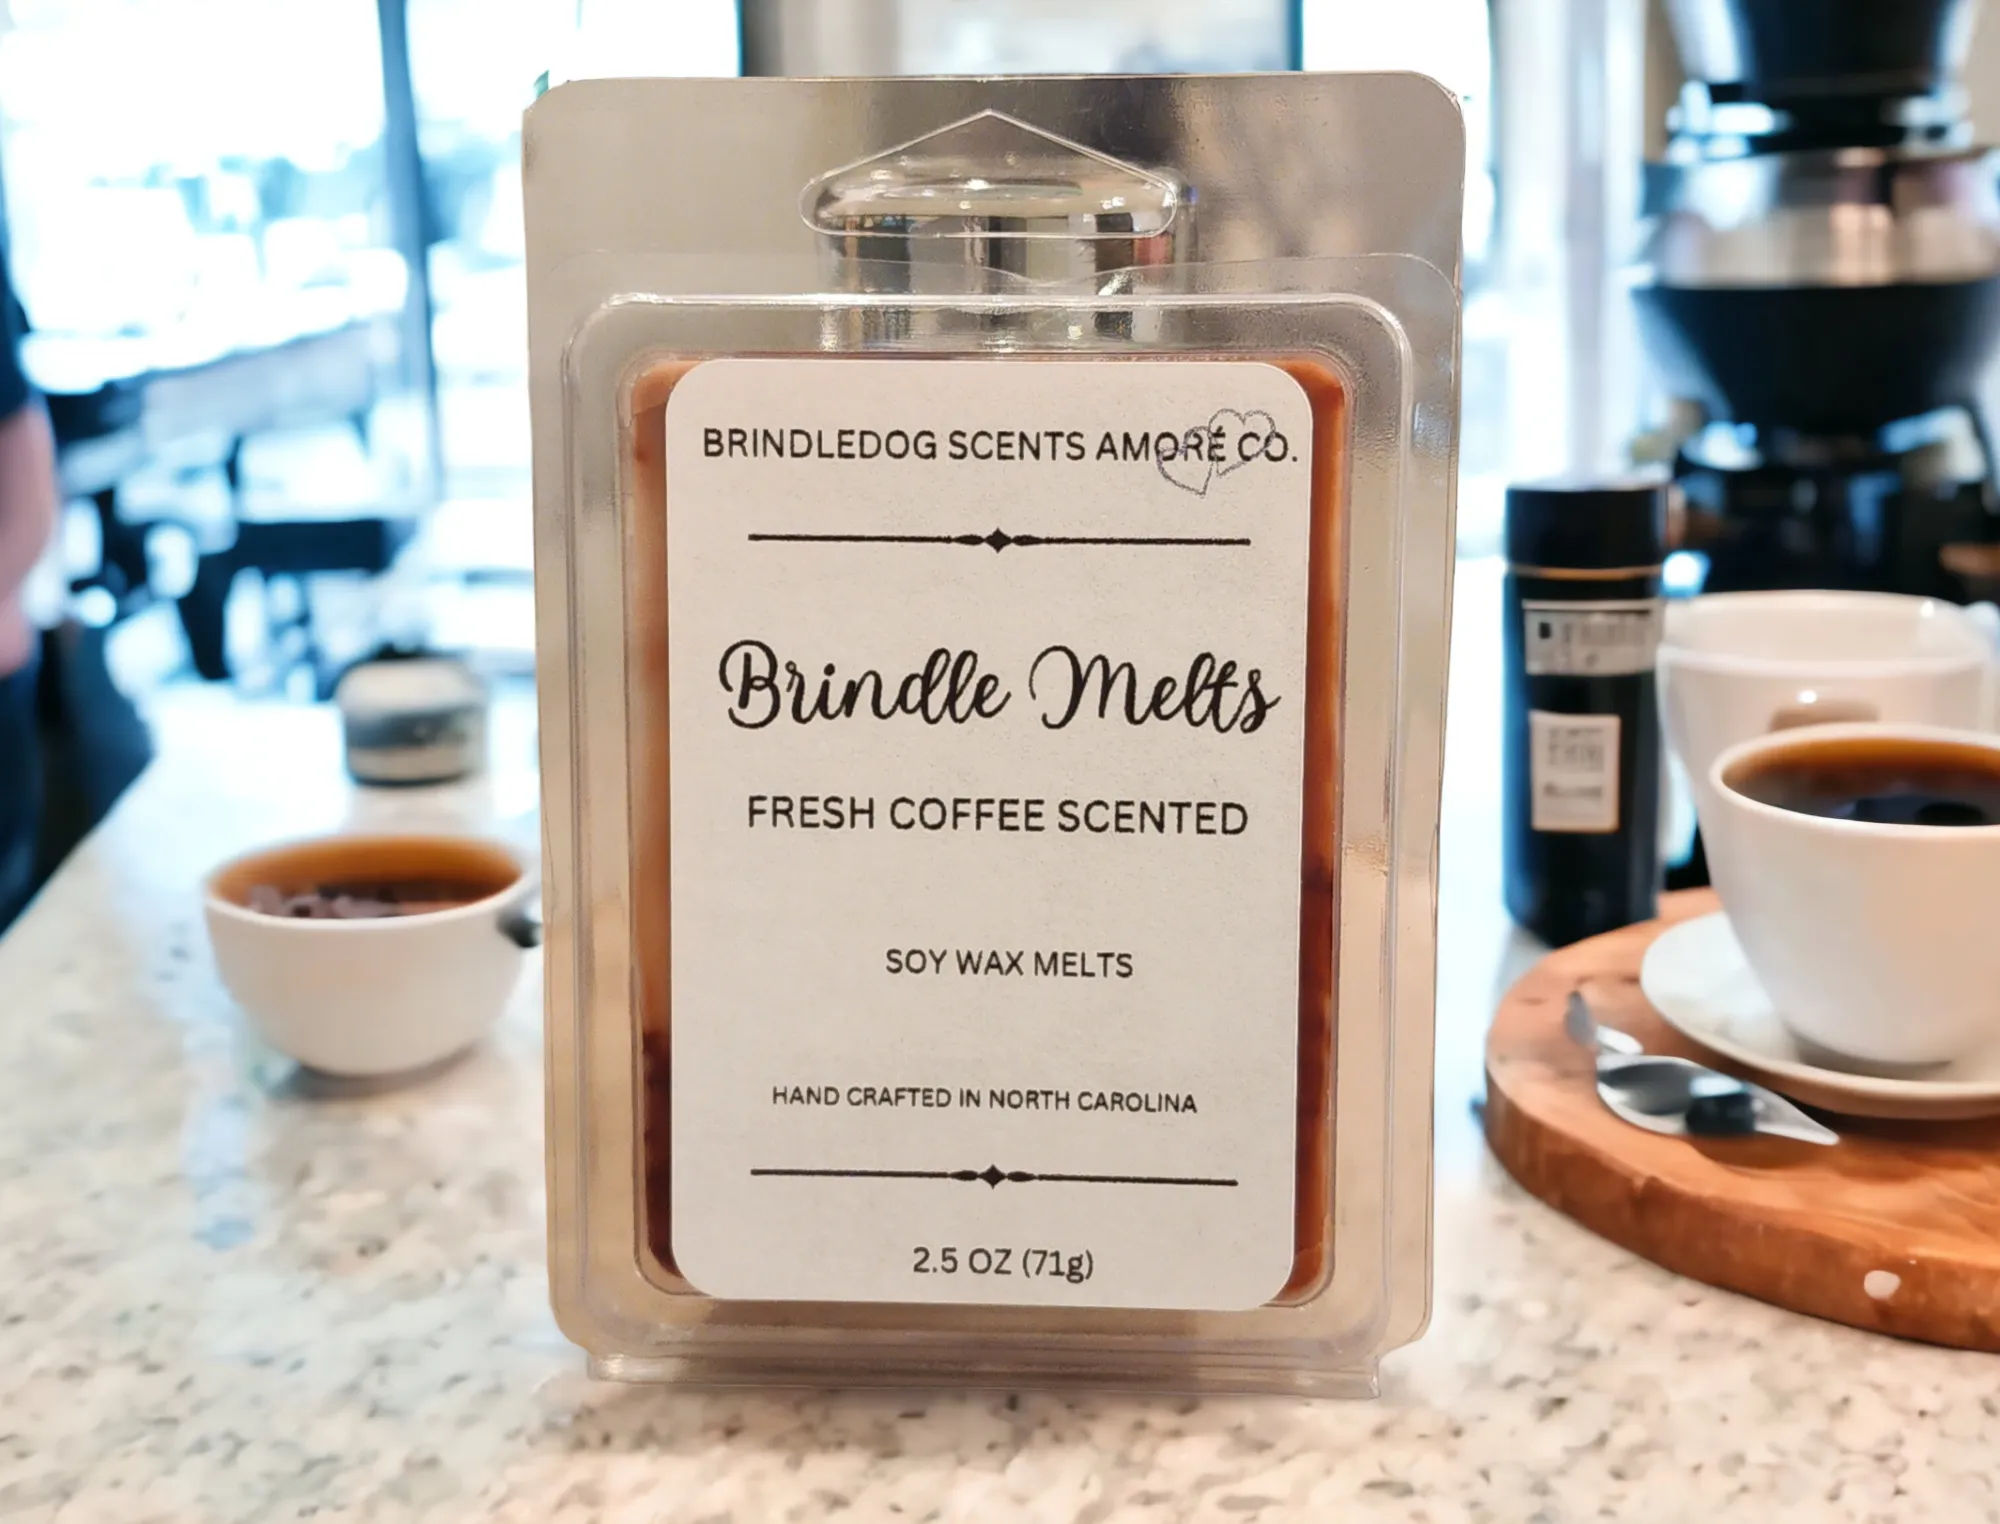 BRINDLEDOG SCENTS AMORÉ CO.
Brindle Melts
FRESH COFFEE SCENTED
SOY WAX MELTS
HAND CRAFTED IN NORTH CAROLINA
2.5 OZ (71g)